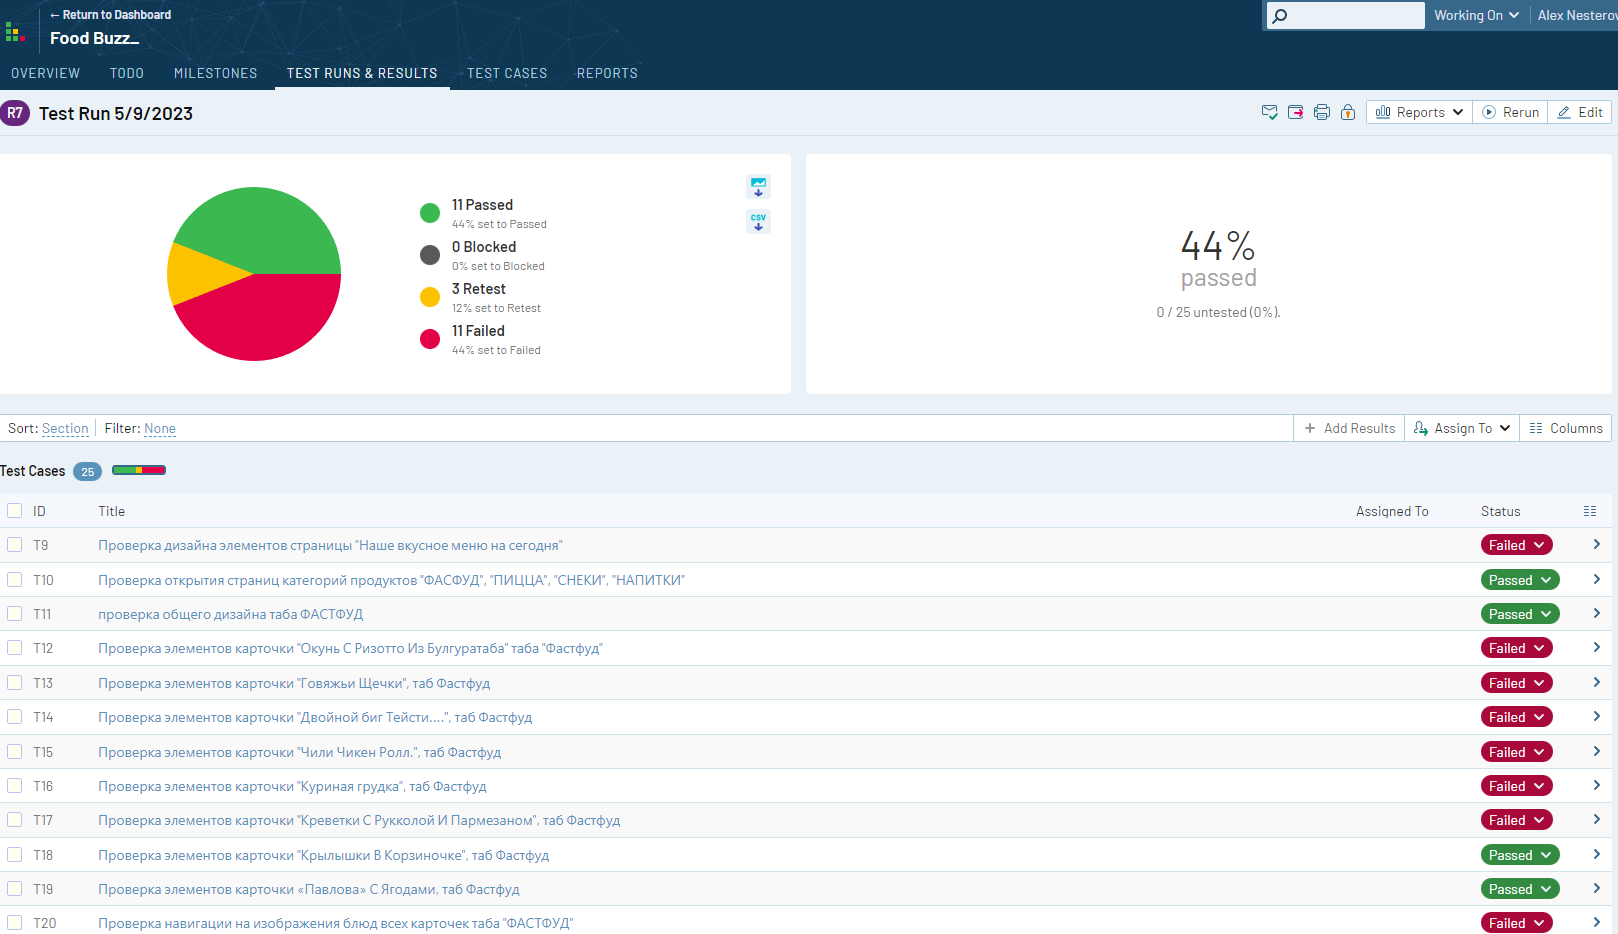 ← Return to Dashboard
Food Buzz_
Working On
Alex Nesterov
OVERVIEW TODO MILESTONES TEST RUNS & RESULTS TEST CASES REPORTS
R7 Test Run 5/9/2023
Reports Rerun Edit
11 Passed
44% set to Passed
0 Blocked
0% set to Blocked
3 Retest
12% set to Retest
11 Failed
44% set to Failed
CSV
44%
passed
0 / 25 untested (0%).
Sort: Section Filter: None
+ Add Results Assign To Columns
Test Cases 25
ID Title Assigned To Status
T9 Проверка дизайна элементов страницы "Наше вкусное меню на сегодня" Failed
T10 Проверка открытия страниц категорий продуктов "ФАСФУД", "ПИЦЦА", "СНЕКИ", "НАПИТКИ" Passed
T11 проверка общего дизайна таба ФАСТФУД Passed
T12 Проверка элементов карточки "Окунь С Ризотто Из Булгуратаба" таба "Фастфуд" Failed
T13 Проверка элементов карточки "Говяжьи Щечки", таб Фастфуд Failed
T14 Проверка элементов карточки "Двойной биг Тейсти....", таб Фастфуд Failed
T15 Проверка элементов карточки "Чили Чикен Ролл.", таб Фастфуд Failed
T16 Проверка элементов карточки "Куриная грудка", таб Фастфуд Failed
T17 Проверка элементов карточки "Креветки С Рукколой И Пармезаном", таб Фастфуд Failed
T18 Проверка элементов карточки "Крылышки В Корзиночке", таб Фастфуд Passed
T19 Проверка элементов карточки «Павлова» С Ягодами, таб Фастфуд Passed
T20 Проверка навигации на изображения блюд всех карточек таба "ФАСТФУД" Failed